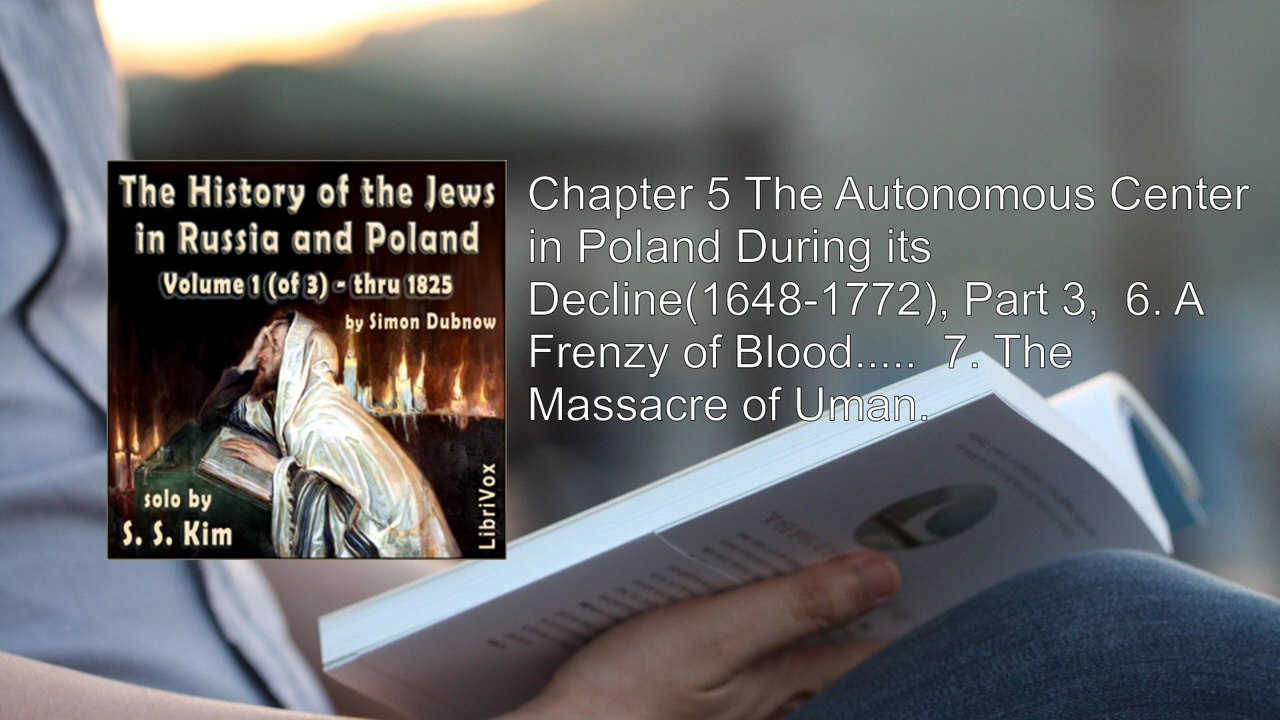 The History of the Jews
in Russia and Poland
Volume 1 (of 3) - thru 1825
by Simon Dubnow
solo by
S. S. Kim
LibriVox
Chapter 5 The Autonomous Center
in Poland During its
Decline(1648-1772), Part 3,  6. A
Frenzy of Blood.....  7. The
Massacre of Uman.